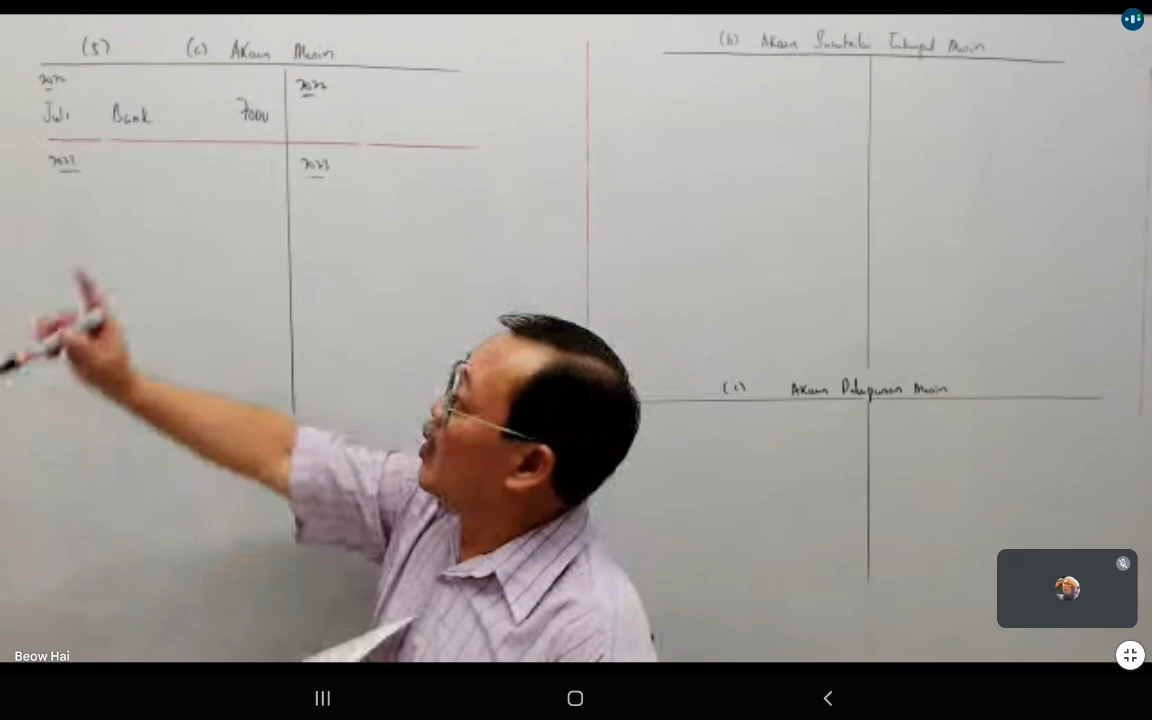 (5) (a) Akaun Mesin
2022
2022
Juli Bank 7000
2023
2023
(b) Akaun Susutnilai Terkumpul Mesin
(c) Akaun Pelupusan Mesin
Beow Hai